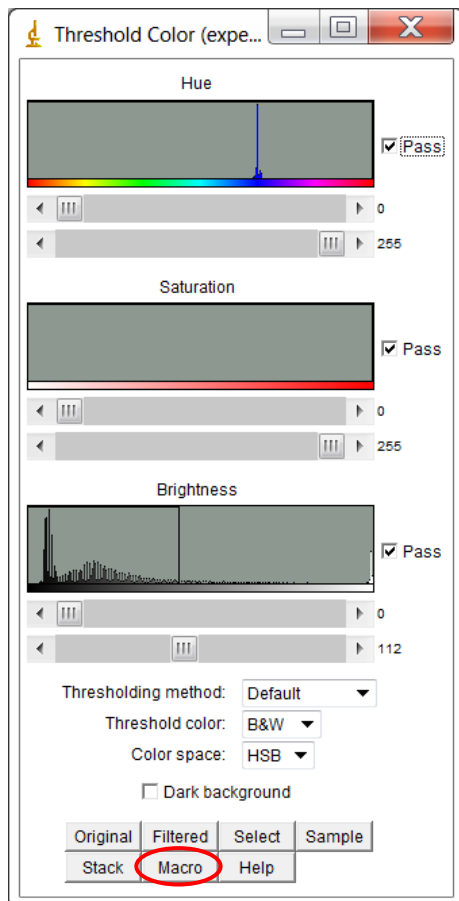 Threshold Color (expe...
Hue
Pass
0
255
Saturation
Pass
0
255
Brightness
Pass
0
112
Thresholding method: Default
Threshold color: B&W
Color space: HSB
Dark background
Original Filtered Select Sample
Stack Macro Help